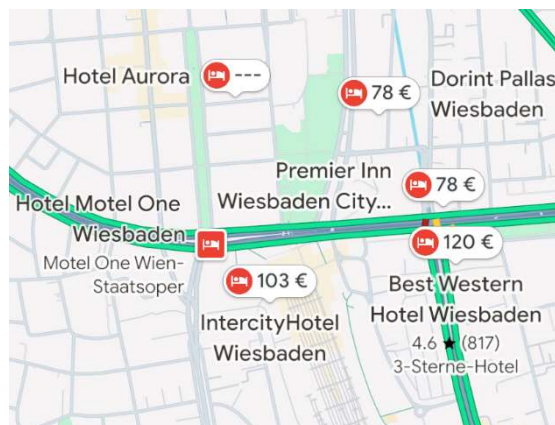 Hotel Aurora
---
78 €
Dorint Pallas
Wiesbaden
Premier Inn
Wiesbaden City...
78 €
Hotel Motel One
Wiesbaden
Motel One Wien-
Staatsoper
120 €
103 €
IntercityHotel
Wiesbaden
Best Western
Hotel Wiesbaden
4.6 ★ (817)
3-Sterne-Hotel